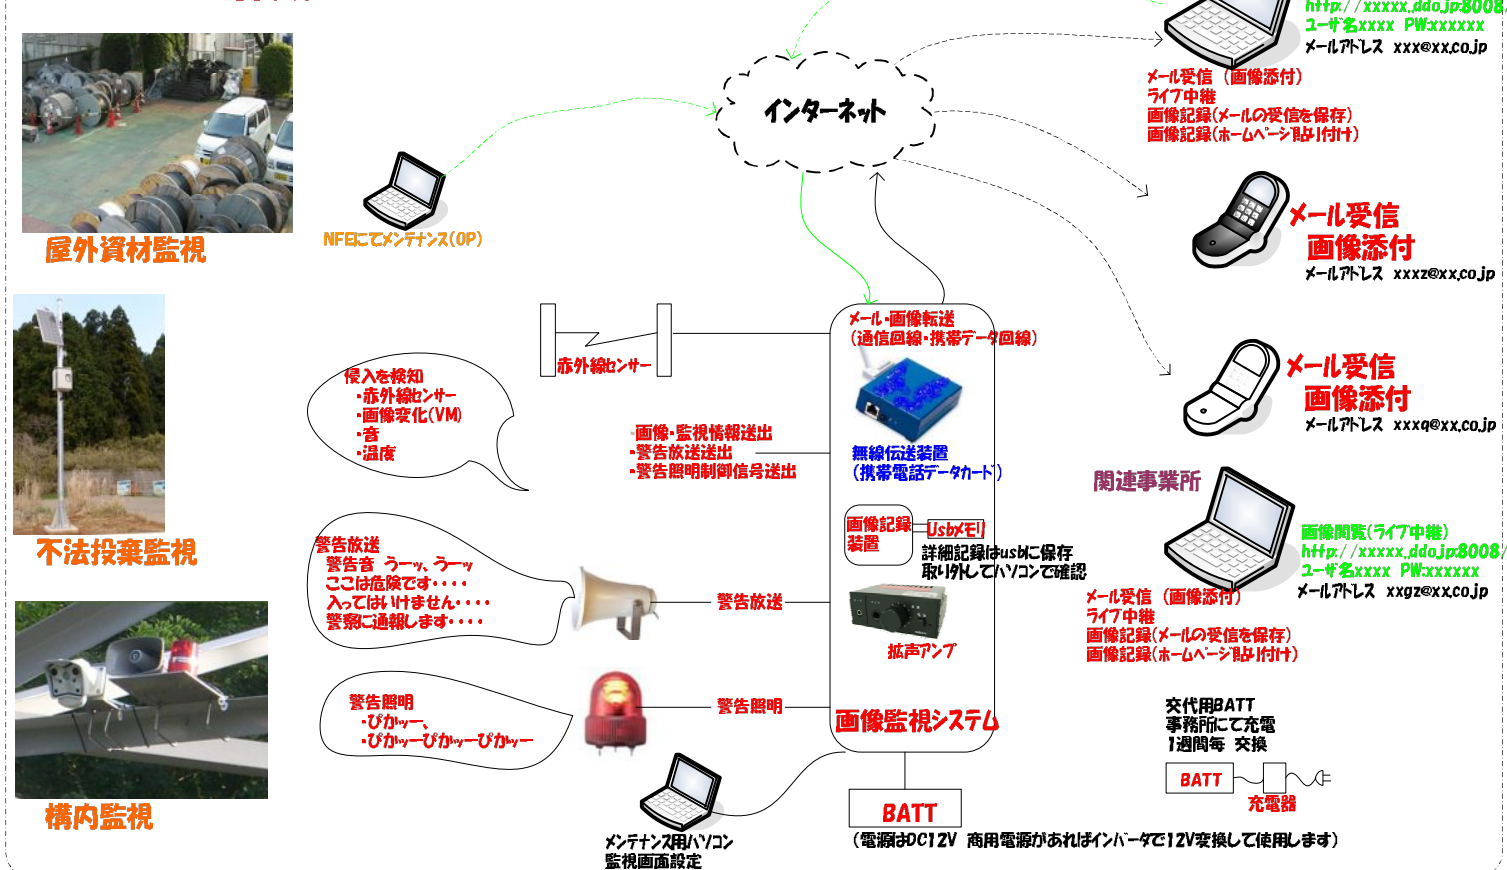 http://xxxxx.ddo.jp:8008/
ユーザ名xxxx PW:xxxxxx
メールアドレス xxx@xx.co.jp
メール受信 (画像添付)
ライブ中継
画像記録(メールの受信を保存)
画像記録(ホームページ貼り付け)
インターネット
屋外資材監視
NFEにてメンテナンス(OP)
メール受信
画像添付
メールアドレス xxxz@xx.co.jp
メール・画像転送
(通信回線・携帯データ回線)
赤外線センサー
侵入を検知
・赤外線センサー
・画像変化(VM)
・音
・温度
メール受信
画像添付
メールアドレス xxxq@xx.co.jp
・画像・監視情報送出
・警告放送送出
・警告照明制御信号送出
無線伝送装置
(携帯電話データカード)
関連事業所
不法投棄監視
画像記録
装置
Usbメモリ
詳細記録はusbに保存
取り外してパソコンで確認
画像閲覧(ライブ中継)
http://xxxxx.ddo.jp:8008/
ユーザ名xxxx PW:xxxxxx
メールアドレス xxgz@xx.co.jp
メール受信 (画像添付)
ライブ中継
画像記録(メールの受信を保存)
画像記録(ホームページ貼り付け)
警告放送
警告音 うーッ、うーッ
ここは危険です・・・・
入ってはいけません・・・・
警察に通報します・・・・
警告放送
拡声アンプ
警告照明
・ぴかッー、
・ぴかッーぴかッーぴかッー
警告照明
画像監視システム
交代用BATT
事務所にて充電
1週間毎 交換
BATT
充電器
構内監視
BATT
メンテナンス用パソコン
監視画面設定
(電源はDC12V 商用電源があればインバータで12V変換して使用します)